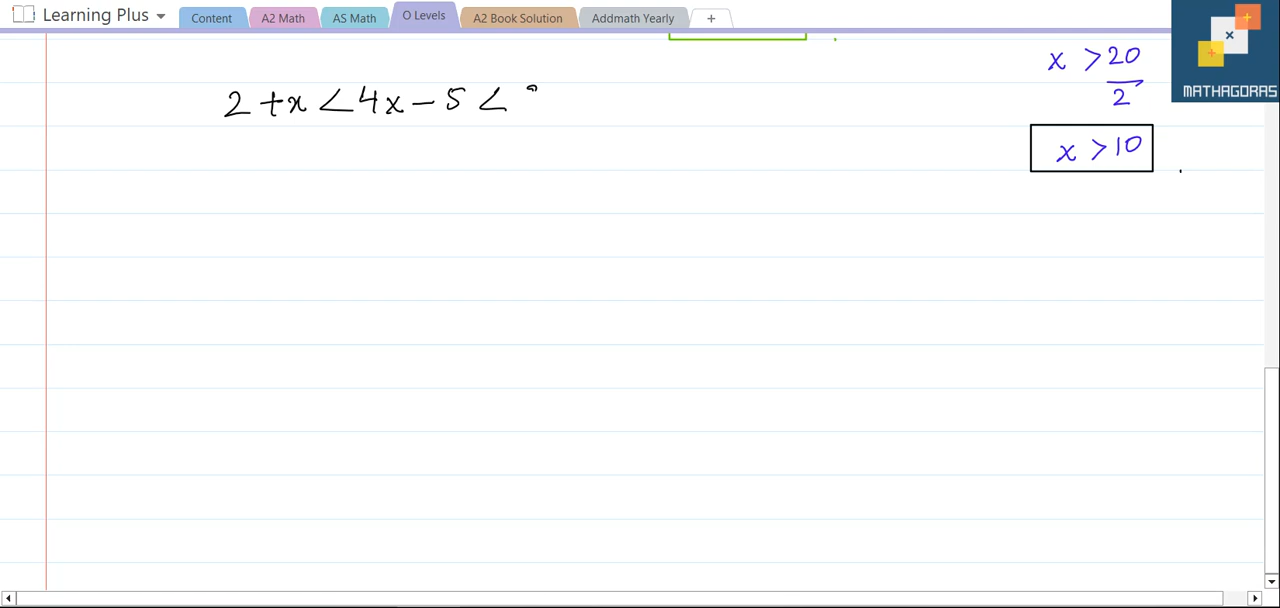 Learning Plus
Content A2 Math AS Math O Levels A2 Book Solution Addmath Yearly +
MATHAGORAS
2 + x < 4x - 5 <
x > 20
2
x > 10